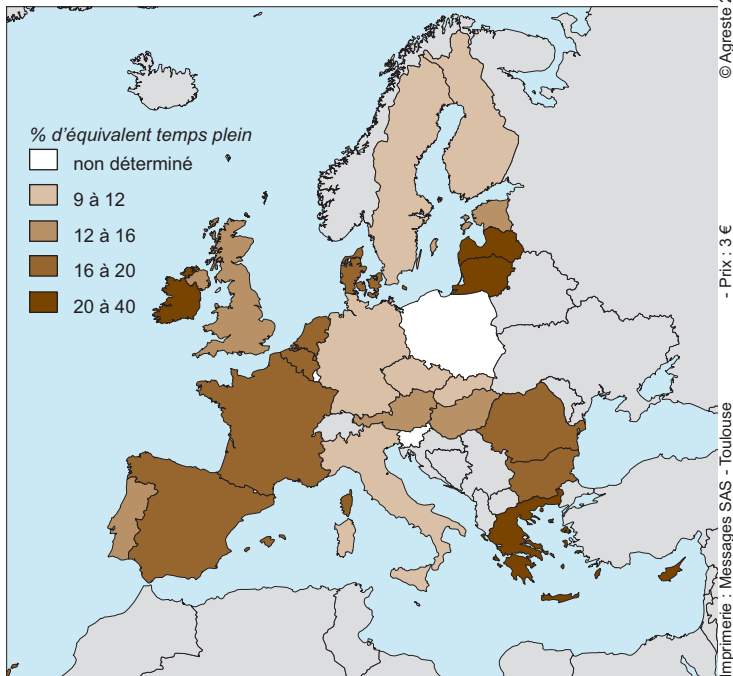 % d'équivalent temps plein
non déterminé
9 à 12
12 à 16
16 à 20
20 à 40
© Agreste 2
- Prix : 3 €
Imprimerie : Messages SAS - Toulouse